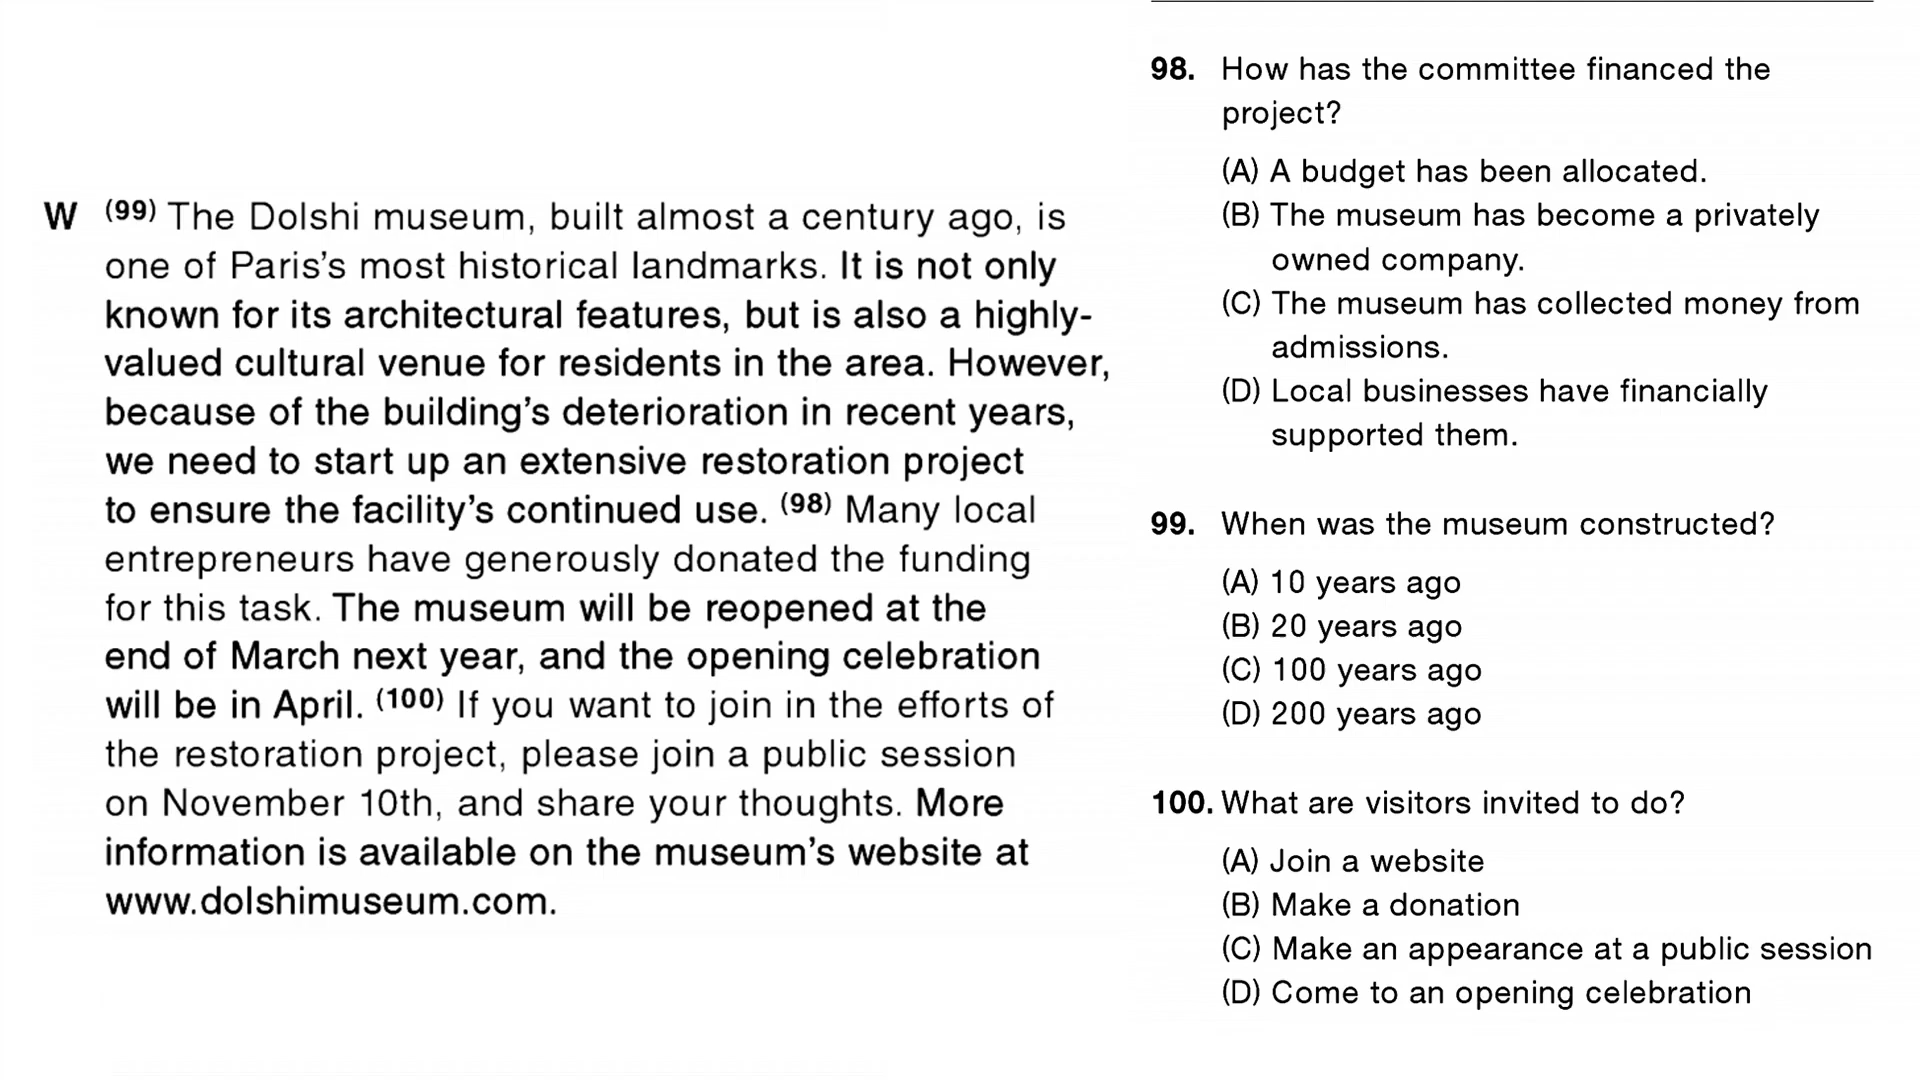 W (99) The Dolshi museum, built almost a century ago, is
one of Paris's most historical landmarks. It is not only
known for its architectural features, but is also a highly-
valued cultural venue for residents in the area. However,
because of the building's deterioration in recent years,
we need to start up an extensive restoration project
to ensure the facility's continued use. (98) Many local
entrepreneurs have generously donated the funding
for this task. The museum will be reopened at the
end of March next year, and the opening celebration
will be in April. (100) If you want to join in the efforts of
the restoration project, please join a public session
on November 10th, and share your thoughts. More
information is available on the museum's website at
www.dolshimuseum.com.
98. How has the committee financed the
project?
(A) A budget has been allocated.
(B) The museum has become a privately
owned company.
(C) The museum has collected money from
admissions.
(D) Local businesses have financially
supported them.
99. When was the museum constructed?
(A) 10 years ago
(B) 20 years ago
(C) 100 years ago
(D) 200 years ago
100. What are visitors invited to do?
(A) Join a website
(B) Make a donation
(C) Make an appearance at a public session
(D) Come to an opening celebration